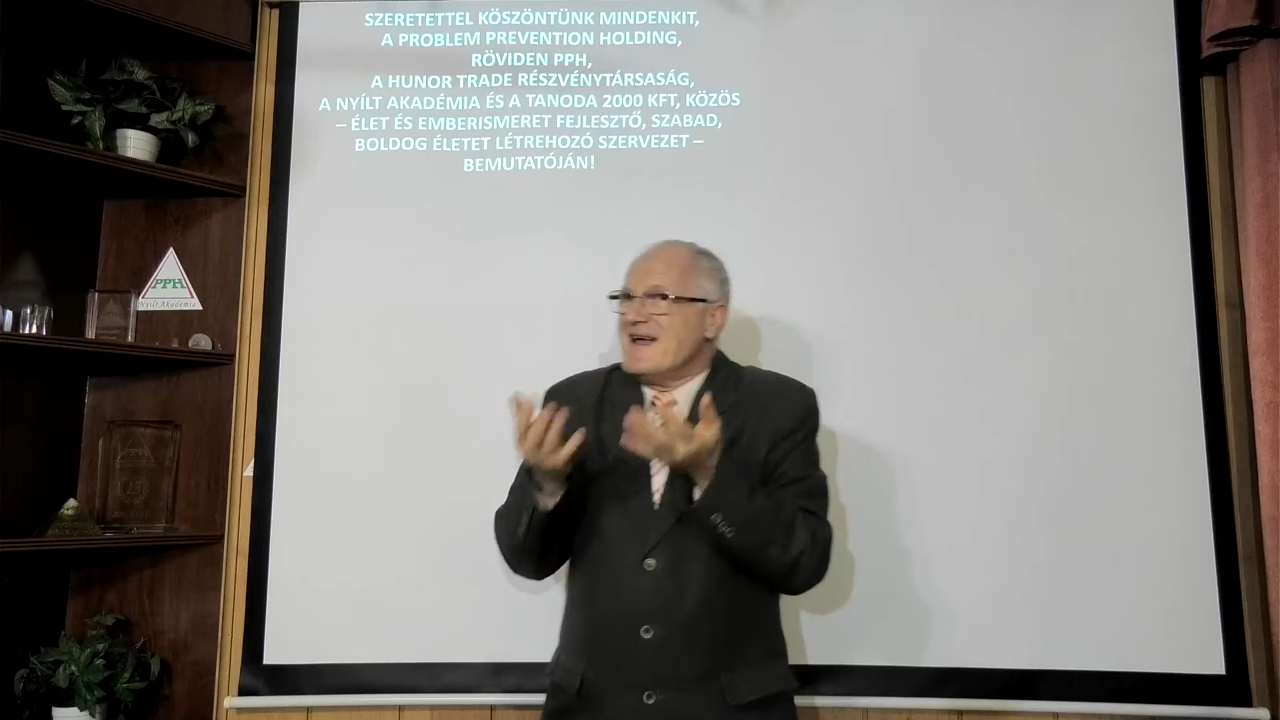 SZERETETTEL KÖSZÖNTÜNK MINDENKIT,
A PROBLEM PREVENTION HOLDING,
RÖVIDEN PPH,
A HUNOR TRADE RÉSZVÉNYTÁRSASÁG,
A NYÍLT AKADÉMIA ÉS A TANODA 2000 KFT, KÖZÖS
– ÉLET ÉS EMBERISMERET FEJLESZTŐ, SZABAD,
BOLDOG ÉLETET LÉTREHOZÓ SZERVEZET –
BEMUTATÓJÁN!
PPH
Nyílt Akadémia